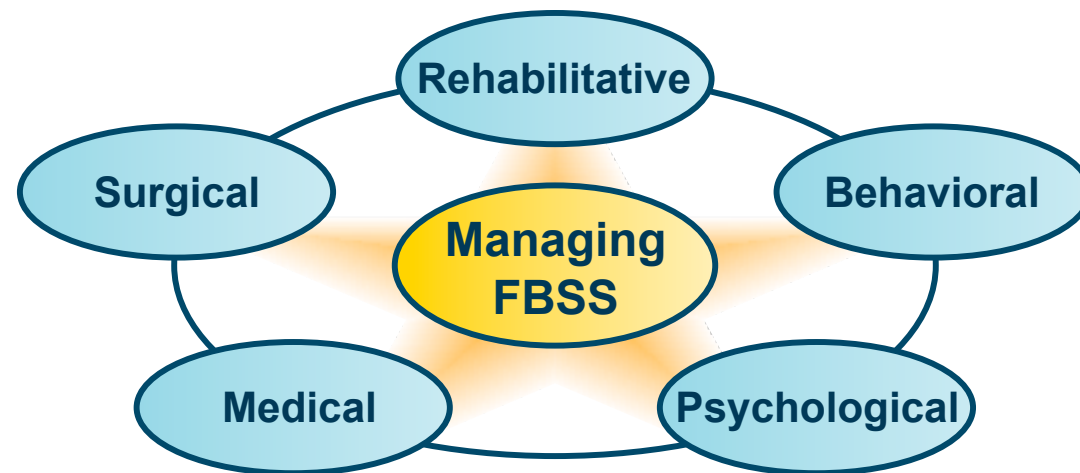 Rehabilitative
Surgical
Behavioral
Managing
FBSS
Medical
Psychological